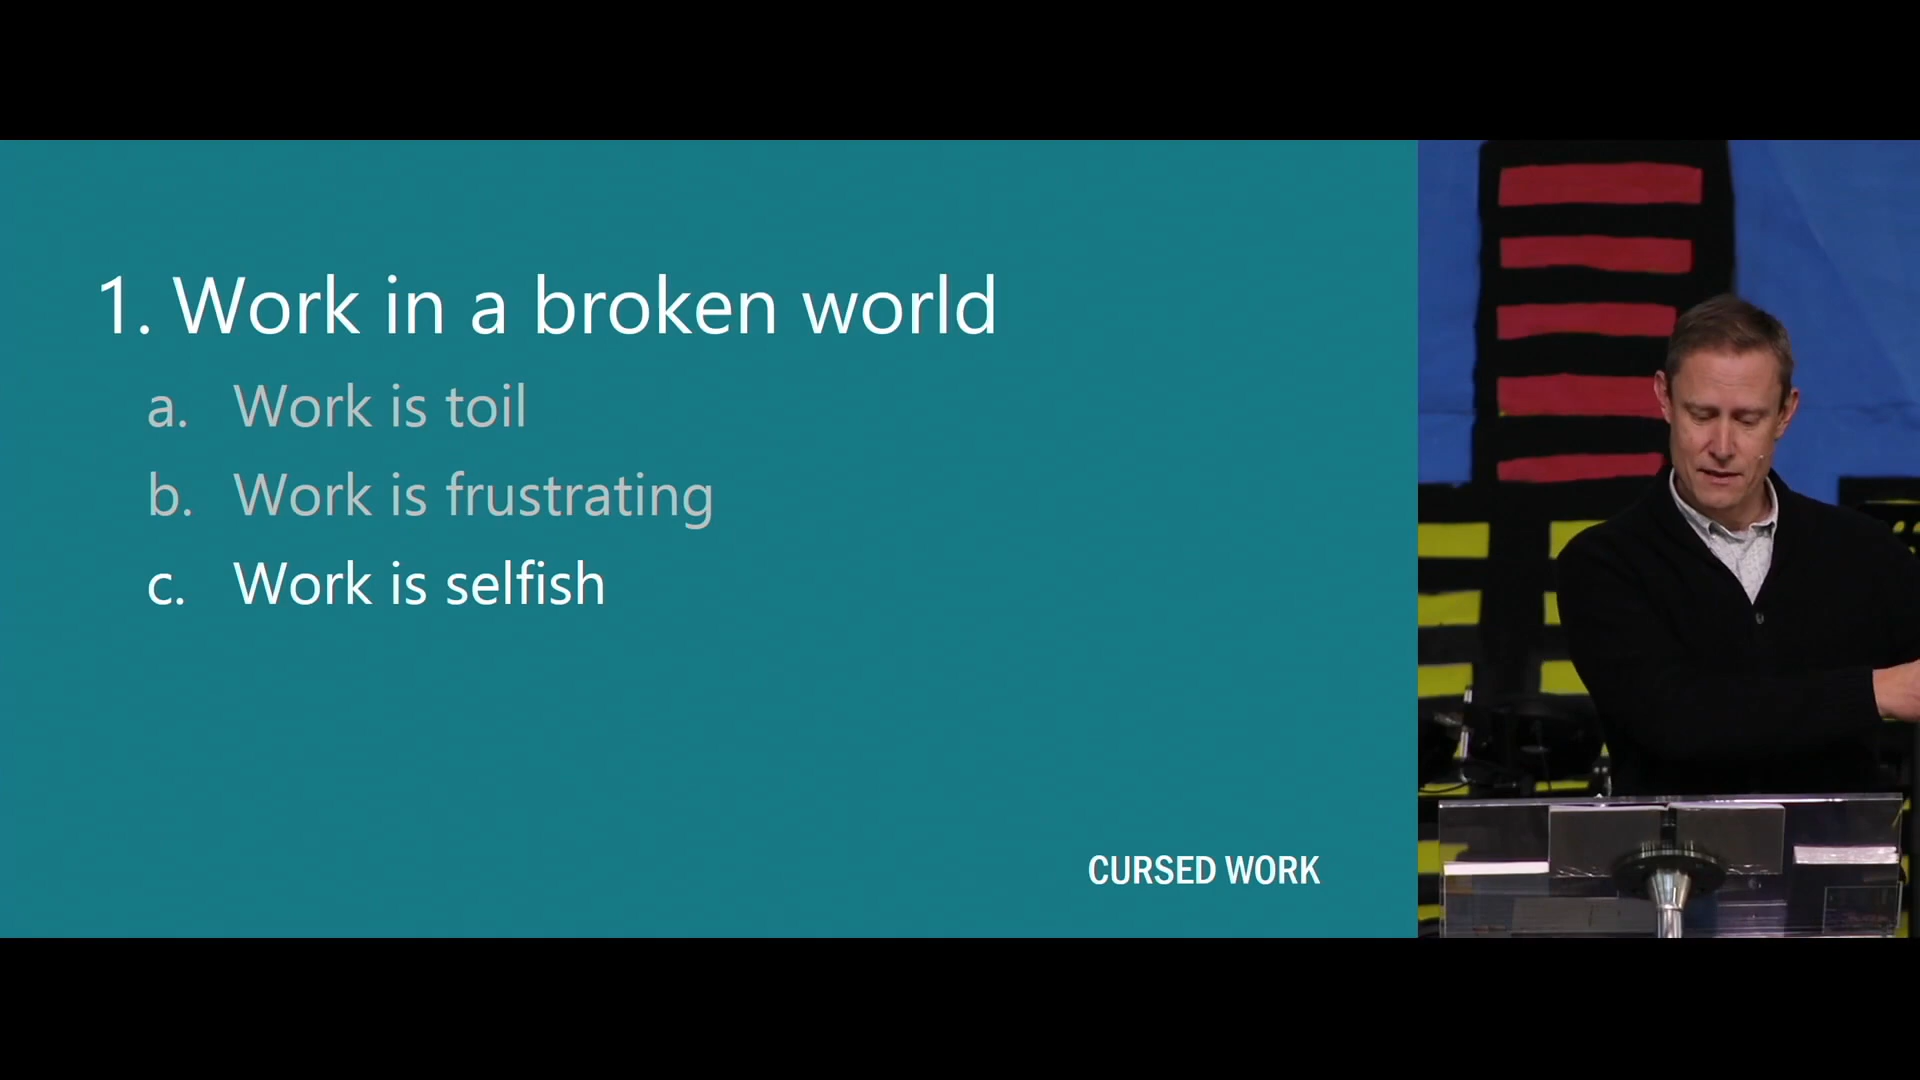 1. Work in a broken world
a. Work is toil
b. Work is frustrating
c. Work is selfish
CURSED WORK